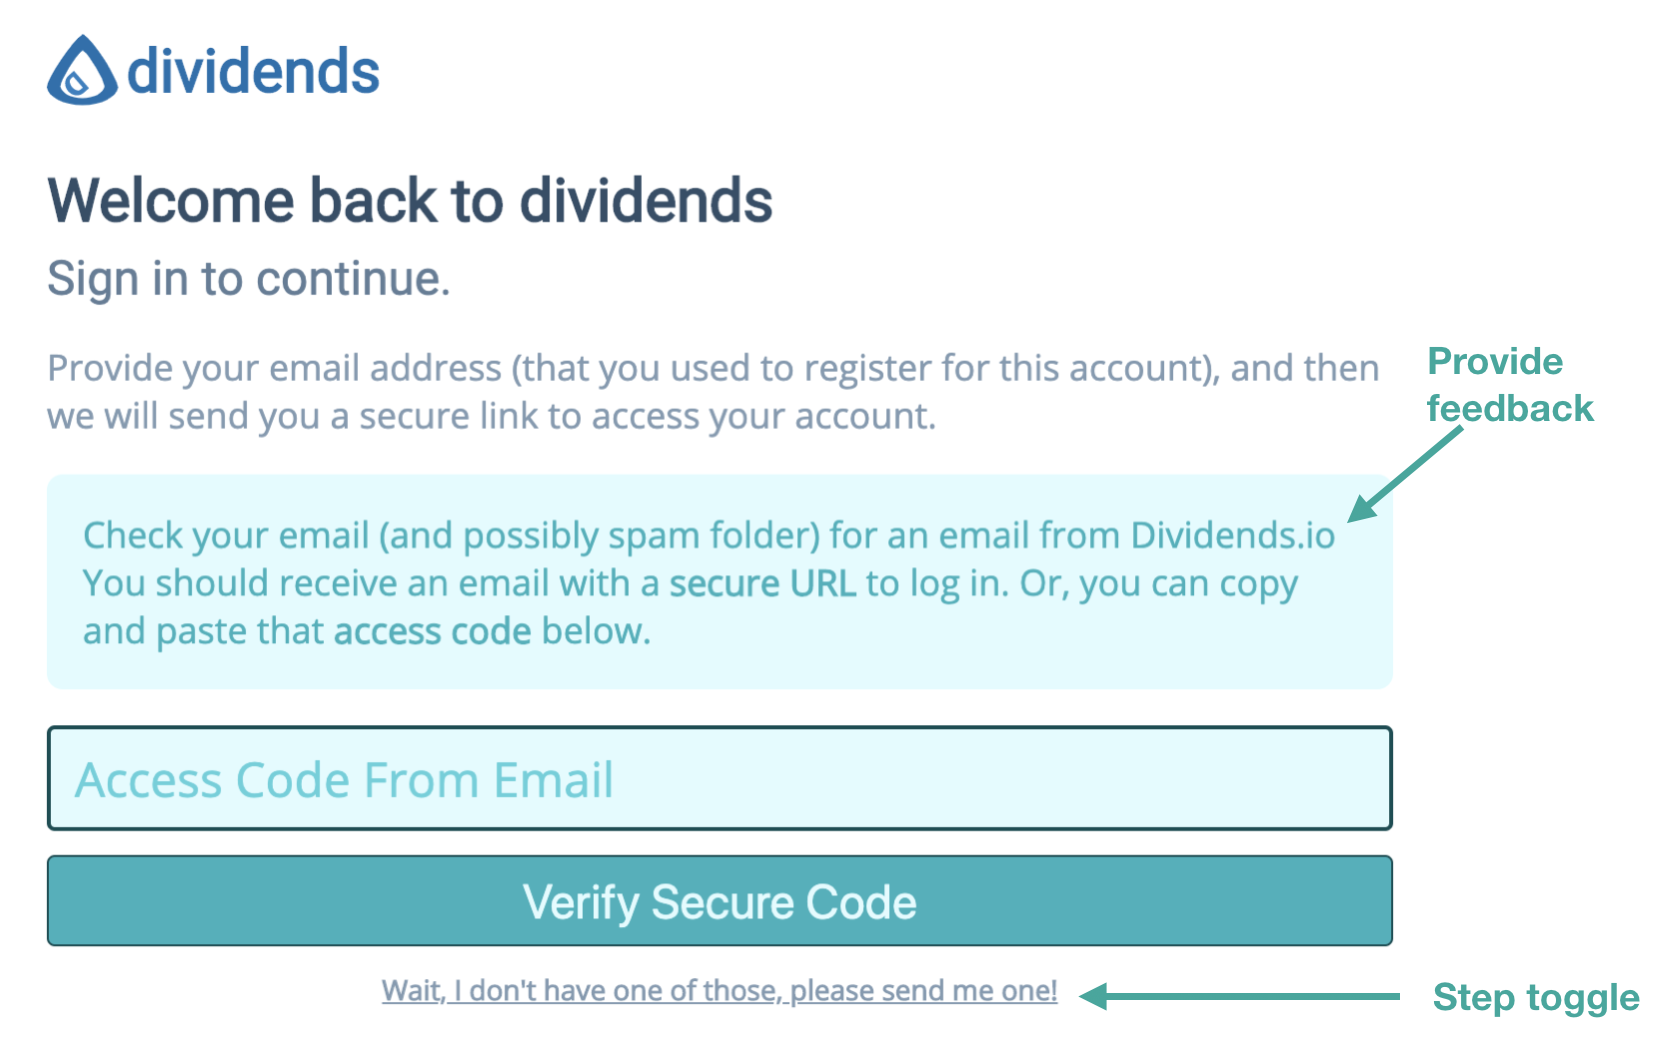 dividends
Welcome back to dividends
Sign in to continue.
Provide your email address (that you used to register for this account), and then
we will send you a secure link to access your account.
Provide
feedback
Check your email (and possibly spam folder) for an email from Dividends.io
You should receive an email with a secure URL to log in. Or, you can copy
and paste that access code below.
Access Code From Email
Verify Secure Code
Wait, I don't have one of those, please send me one!
Step toggle